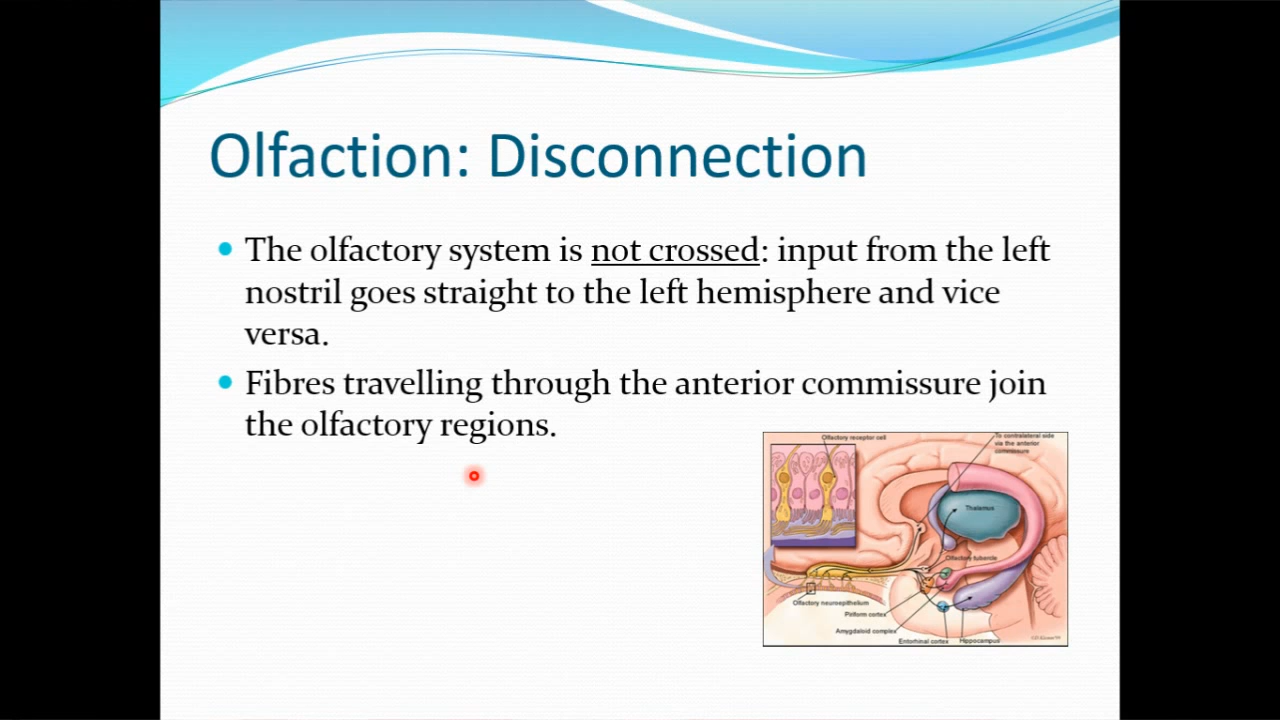 Olfaction: Disconnection
The olfactory system is not crossed: input from the left
nostril goes straight to the left hemisphere and vice
versa.
Fibres travelling through the anterior commissure join
the olfactory regions.
Olfactory receptor cell
To contralateral side
via the anterior
commissure
Thalamus
Olfactory tubercle
Olfactory neuroepithelium
Piriform cortex
Amygdaloid complex
Entorhinal cortex
Hippocampus